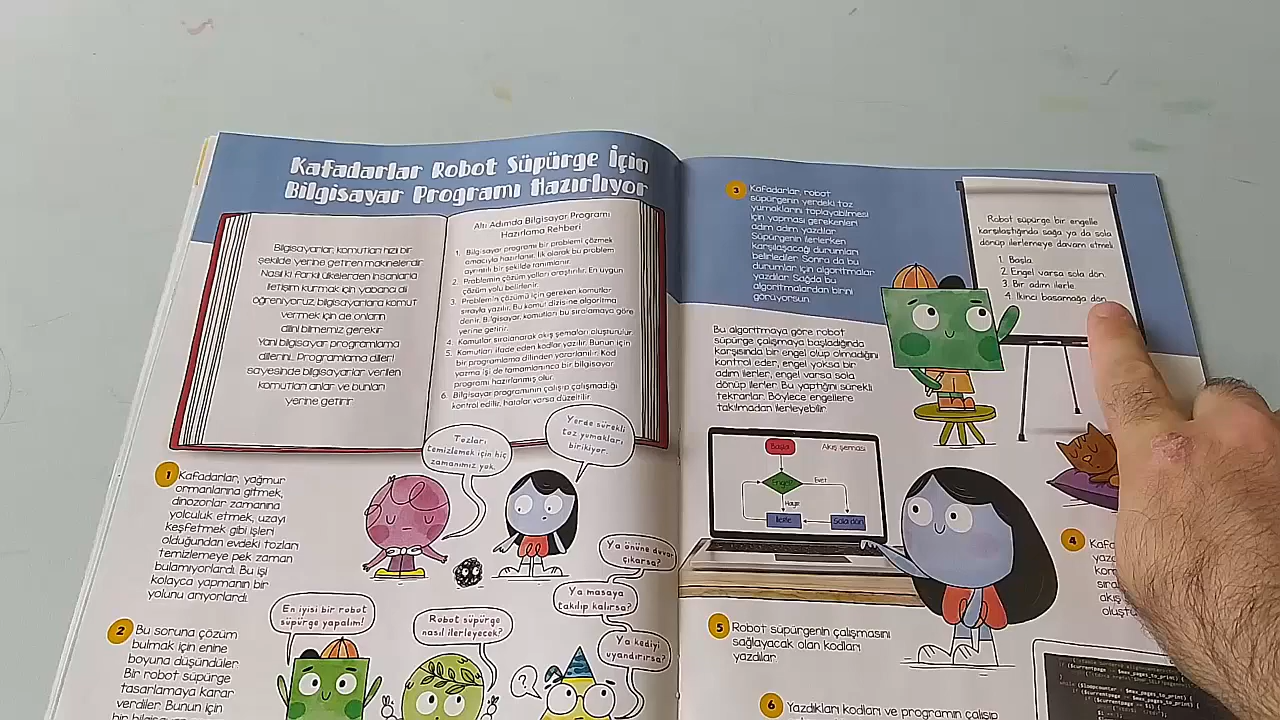 Kafadarlar Robot Süpürge İçin
Bilgisayar Programı Hazırlıyor
Bilgisayarlar, komutları hızlı bir
şekilde yerine getiren makinelerdir.
Nasıl ki farklı ülkelerden insanlarla
iletişim kurmak için yabancı dil
öğreniyoruz, bilgisayarlara komut
vermek için de onların
dilini bilmemiz gerekir.
Yani bilgisayar programlama
dillerini. Programlama dilleri
sayesinde bilgisayarlar verilen
komutları anlar ve bunları
yerine getirir.
Altı Adımda Bilgisayar Programı
Hazırlama Rehberi
1. Bilgisayar programı bir problemi çözmek
amacıyla hazırlanır. İlk olarak bu problem
ayrıntılı bir şekilde tanımlanır.
2. Problemin çözüm yolları araştırılır. En uygun
çözüm yolu belirlenir.
3. Problemin çözümü için gereken komutlar
sırayla yazılır. Bu komut dizisine algoritma
denir. Bilgisayar, komutları bu sıralamaya göre
yerine getirir.
4. Komutlar sıralanarak akış şemaları oluşturulur.
5. Komutları ifade eden kodlar yazılır. Bunun için
bir programlama dilinden yararlanılır. Kod
yazma işi de tamamlanınca bir bilgisayar
programı hazırlanmış olur.
6. Bilgisayar programının çalışıp çalışmadığı
kontrol edilir, hatalar varsa düzeltilir.
Tozları
temizlemek için hiç
zamanımız yok.
Yerde sürekli
toz yumakları
birikiyor.
1 Kafadarlar, yağmur
ormanlarına gitmek,
dinozorlar zamanına
yolculuk etmek, uzayı
keşfetmek gibi işleri
olduğundan evdeki tozları
temizlemeye pek zaman
bulamıyorlardı. Bu işi
kolayca yapmanın bir
yolunu arıyorlardı.
2 Bu soruna çözüm
bulmak için enine
boyuna düşündüler.
Bir robot süpürge
tasarlamaya karar
verdiler. Bunun için
En iyisi bir robot
süpürge yapalım!
Robot süpürge
nasıl ilerleyecek?
?
Ya önüne duvar
çıkarsa?
Ya masaya
takılıp kalırsa?
Ya kediyi
uyandırırsa?
3 Kafadarlar, robot
süpürgenin yerdeki toz
yumaklarını toplayabilmesi
için yapması gerekenleri
adım adım yazdılar.
Süpürgenin ilerlerken
karşılaşacağı durumları
belirlediler. Sonra da bu
durumlar için algoritmalar
yazdılar. Sağda bu
algoritmalardan birini
görüyorsun.
Robot süpürge bir engelle
karşılaştığında sağa ya da sola
dönüp ilerlemeye devam etmeli.
1. Başla
2. Engel varsa sola dön
3. Bir adım ilerle
4. İkinci basamağa dön
Bu algoritmaya göre robot
süpürge çalışmaya başladığında
karşısında bir engel olup olmadığını
kontrol eder, engel yoksa bir
adım ilerler, engel varsa sola
dönüp ilerler. Bu yaptığını sürekli
tekrarlar. Böylece engellere
takılmadan ilerleyebilir.
Başla
Akış şeması
Engel?
Evet
Hayır
İlerle
Sola dön
4
5 Robot süpürgenin çalışmasını
sağlayacak olan kodları
yazdılar.
6 Yazdıkları kodları ve programın çalışıp